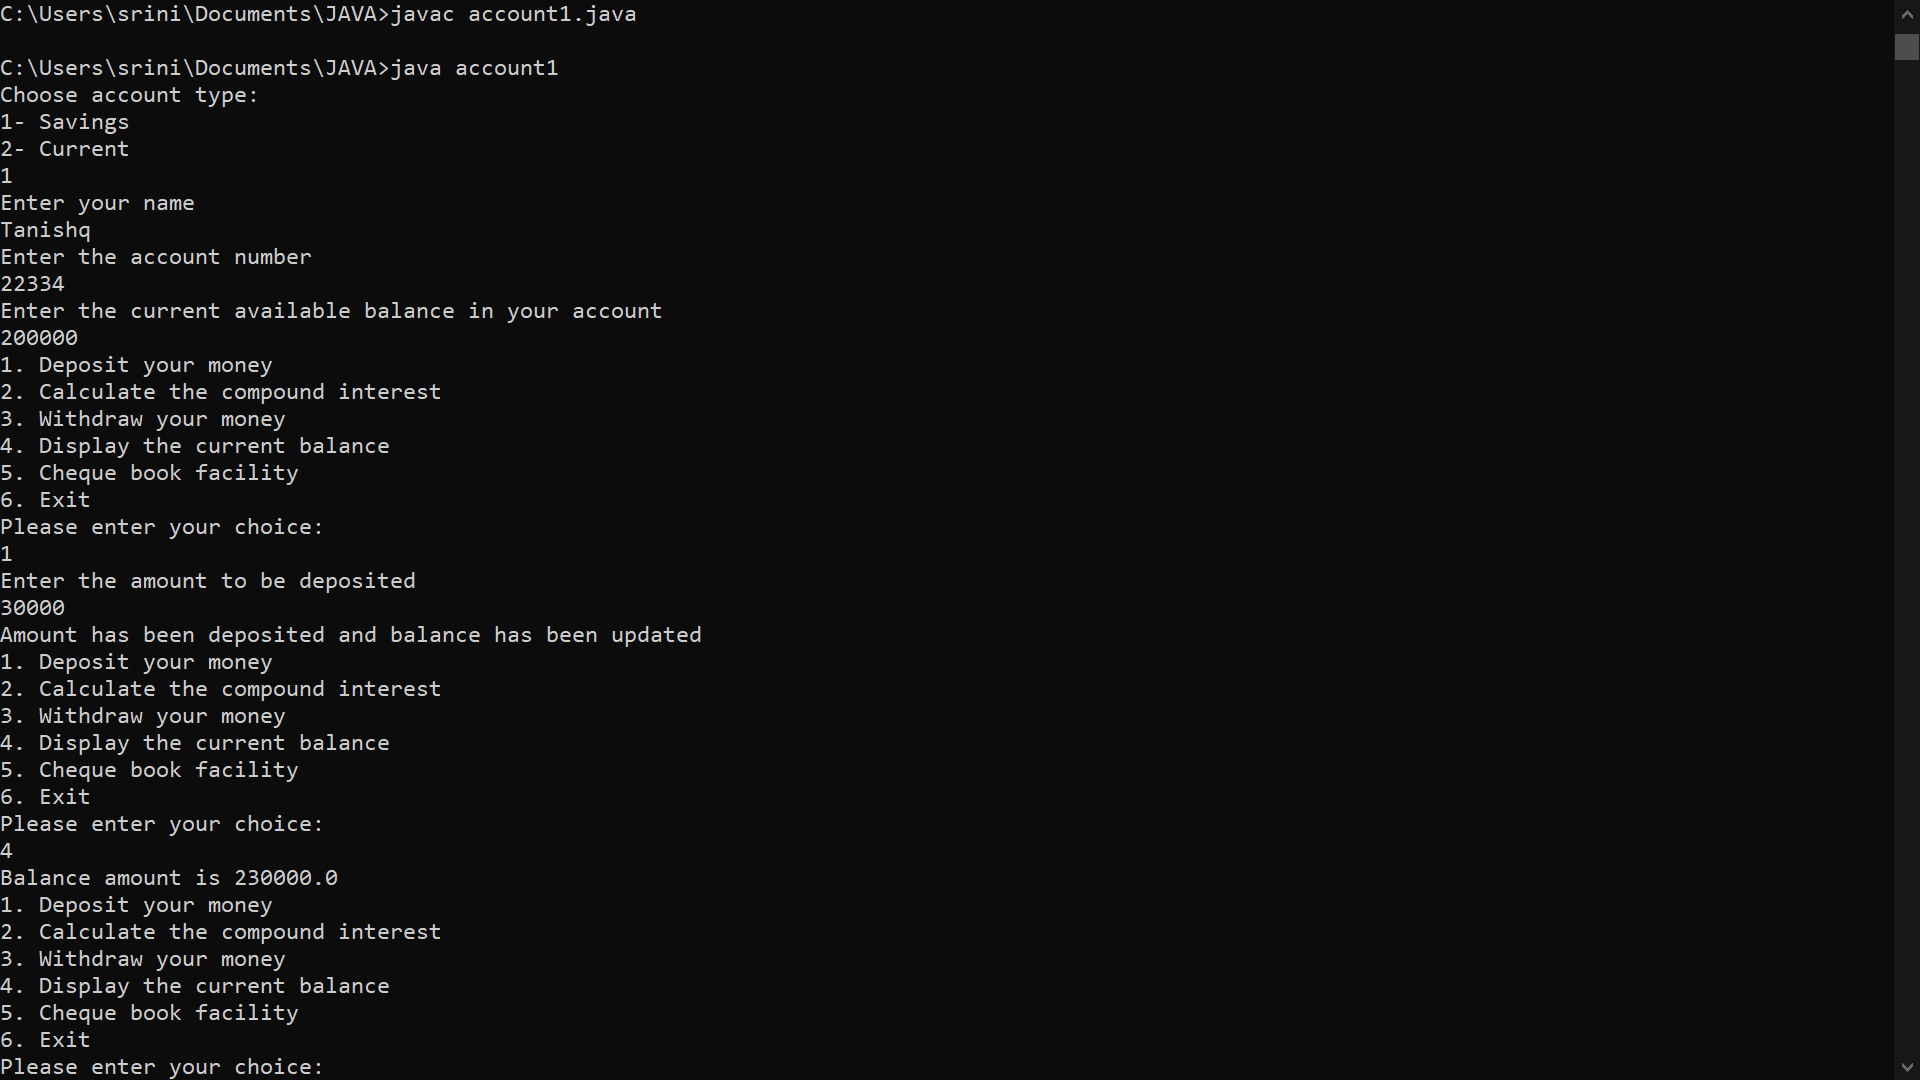 C:\Users\srini\Documents\JAVA>javac account1.java
C:\Users\srini\Documents\JAVA>java account1
Choose account type:
1- Savings
2- Current
1
Enter your name
Tanishq
Enter the account number
22334
Enter the current available balance in your account
200000
1. Deposit your money
2. Calculate the compound interest
3. Withdraw your money
4. Display the current balance
5. Cheque book facility
6. Exit
Please enter your choice:
1
Enter the amount to be deposited
30000
Amount has been deposited and balance has been updated
1. Deposit your money
2. Calculate the compound interest
3. Withdraw your money
4. Display the current balance
5. Cheque book facility
6. Exit
Please enter your choice:
4
Balance amount is 230000.0
1. Deposit your money
2. Calculate the compound interest
3. Withdraw your money
4. Display the current balance
5. Cheque book facility
6. Exit
Please enter your choice: